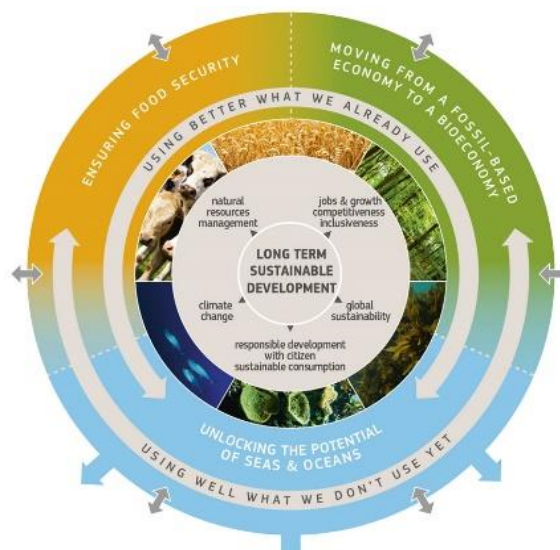 ENSURING FOOD SECURITY
MOVING FROM A FOSSIL-BASED
ECONOMY TO A BIOECONOMY
USING BETTER WHAT WE ALREADY USE
natural
resources
management
jobs & growth
competitiveness
inclusiveness
LONG TERM
SUSTAINABLE
DEVELOPMENT
climate
change
global
sustainability
responsible development
with citizen
sustainable consumption
UNLOCKING THE POTENTIAL
OF SEAS & OCEANS
USING WELL WHAT WE DON'T USE YET